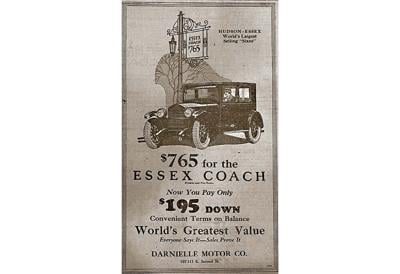 HUDSON-ESSEX
World's Largest
Selling "Sixes"
ESSEX
COACH
$765
$765 for the
ESSEX COACH
Now You Pay Only
$195 DOWN
Convenient Terms on Balance
World's Greatest Value
Everyone Says It—Sales Prove It
DARNIELLE MOTOR CO.